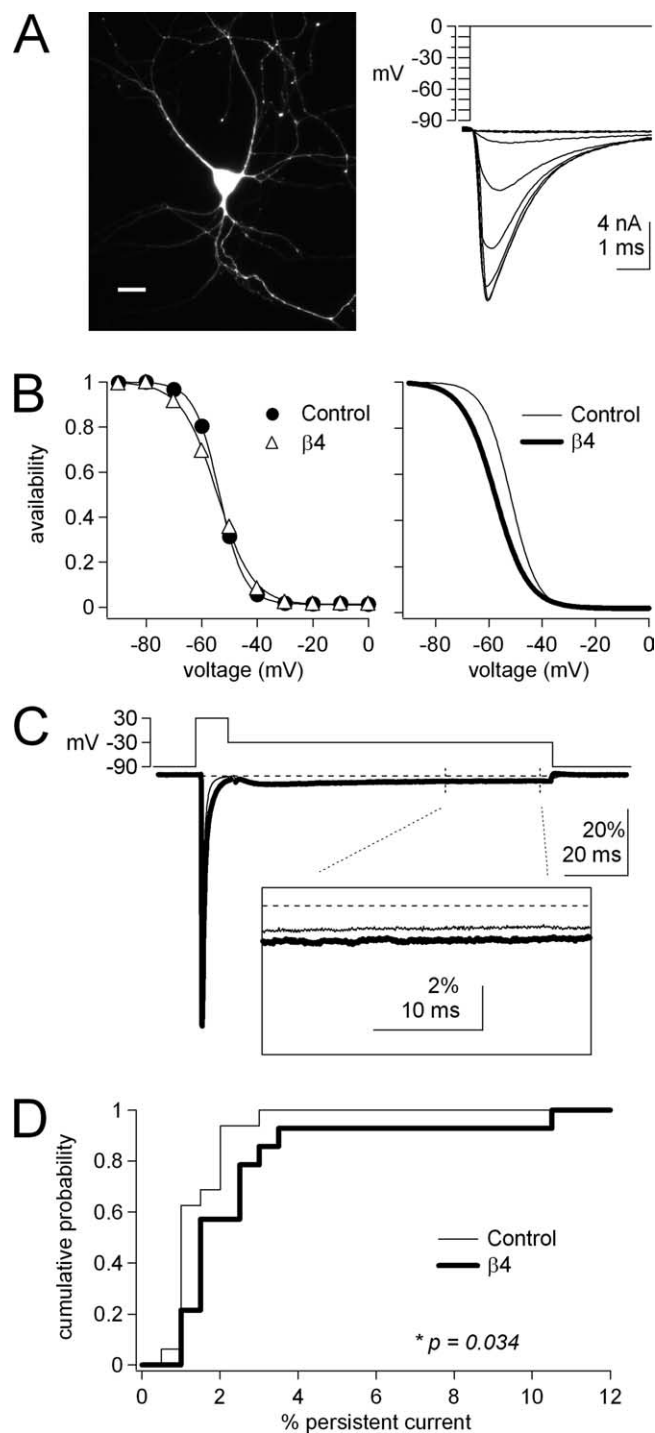 A
0
-30
mV
-60
-90
4 nA
1 ms
B
1
0.8
0.6
0.4
0.2
0
availability
Control
β4
-80 -60 -40 -20 0
voltage (mV)
Control
β4
-80 -60 -40 -20 0
voltage (mV)
C
30
mV -30
-90
20%
20 ms
2%
10 ms
D
1
0.8
0.6
0.4
0.2
0
cumulative probability
Control
β4
* p = 0.034
0 2 4 6 8 10 12
% persistent current